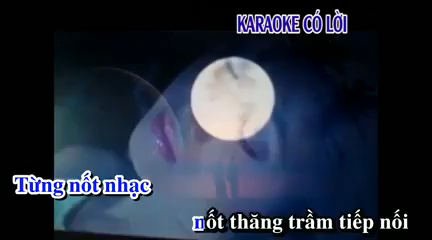 KARAOKE CÓ LỜI
Từng nốt nhạc
nốt thăng trầm tiếp nối